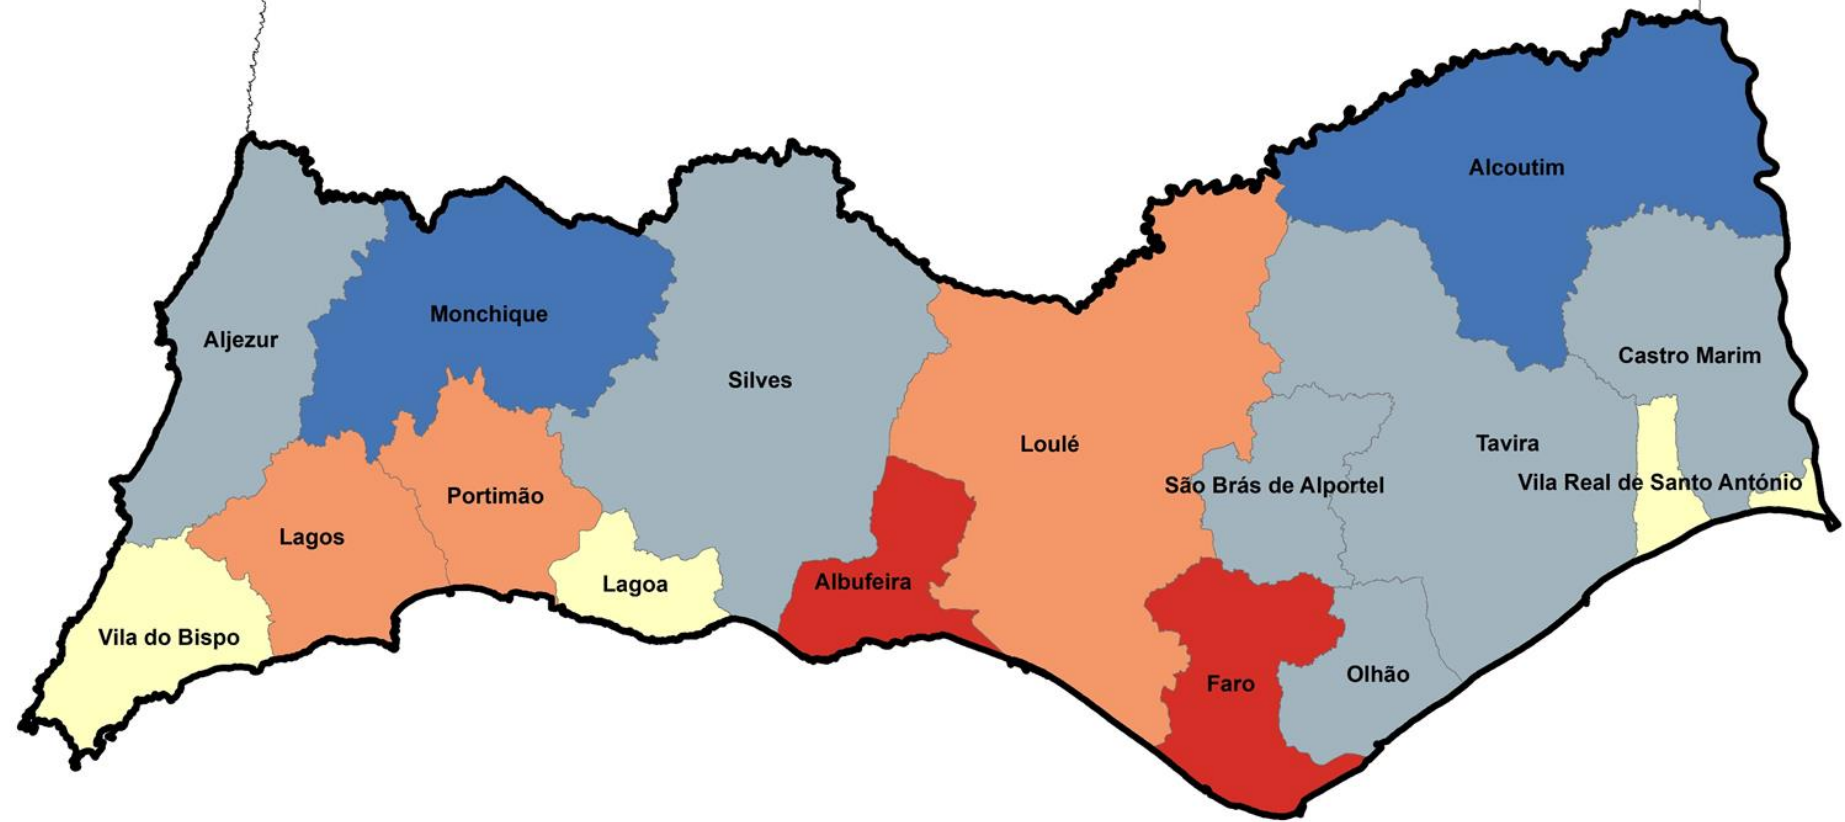 Alcoutim
Monchique
Aljezur
Castro Marim
Silves
Loulé
Tavira
Vila Real de Santo António
São Brás de Alportel
Portimão
Lagos
Albufeira
Lagoa
Vila do Bispo
Olhão
Faro